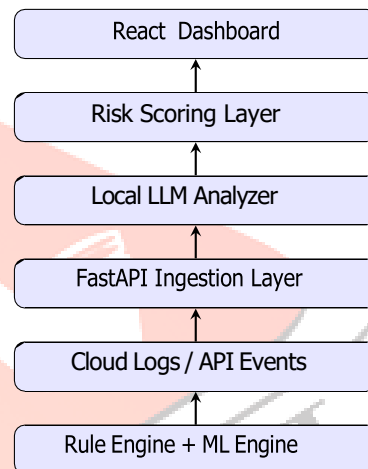 React Dashboard
Risk Scoring Layer
Local LLM Analyzer
FastAPI Ingestion Layer
Cloud Logs / API Events
Rule Engine + ML Engine